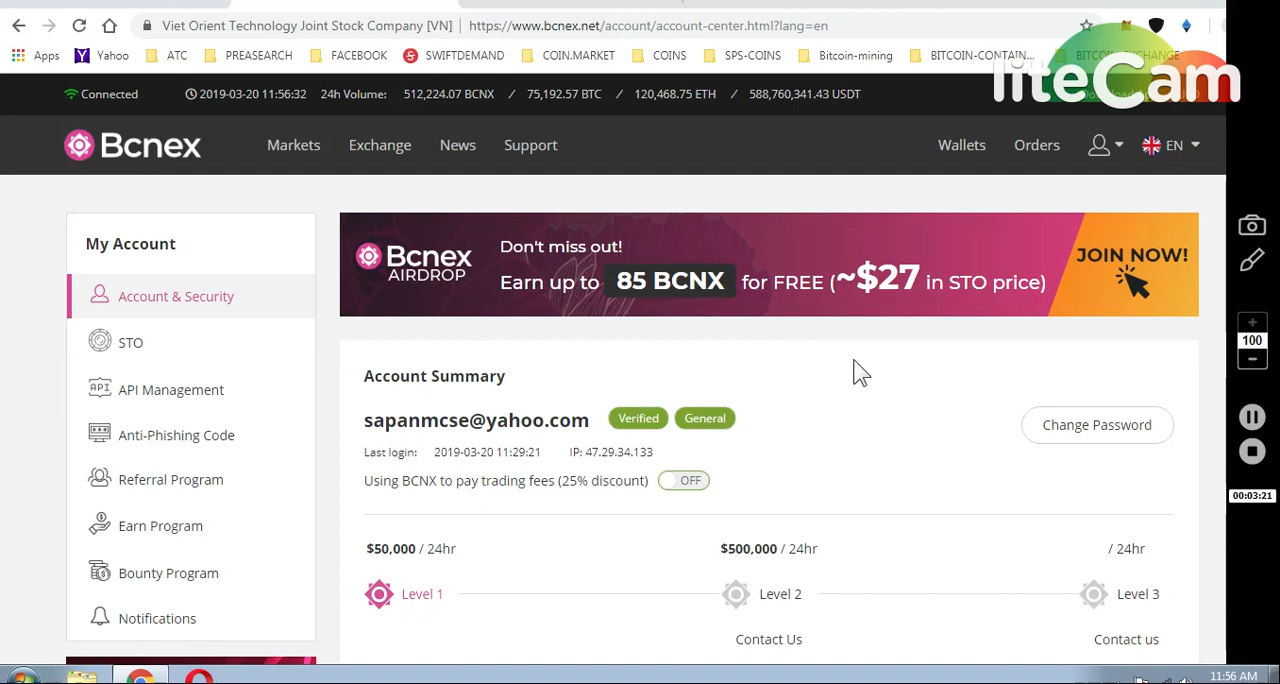 Viet Orient Technology Joint Stock Company [VN] https://www.bcnex.net/account/account-center.html?lang=en
Apps Yahoo ATC PREASEARCH FACEBOOK SWIFTDEMAND COIN.MARKET COINS SPS-COINS Bitcoin-mining BITCOIN-CONTAIN...
liteCam
Connected 2019-03-20 11:56:32 24h Volume: 512,224.07 BCNX / 75,192.57 BTC / 120,468.75 ETH / 588,760,341.43 USDT
Bcnex Markets Exchange News Support Wallets Orders EN
My Account
Account & Security
STO
API Management
Anti-Phishing Code
Referral Program
Earn Program
Bounty Program
Notifications
Bcnex AIRDROP
Don't miss out!
Earn up to 85 BCNX for FREE (~$27 in STO price)
JOIN NOW!
Account Summary
sapanmcse@yahoo.com Verified General
Change Password
Last login: 2019-03-20 11:29:21 IP: 47.29.34.133
Using BCNX to pay trading fees (25% discount) OFF
$50,000 / 24hr $500,000 / 24hr / 24hr
Level 1 Level 2 Level 3
Contact Us Contact us
100
00:03:21
11:56 AM